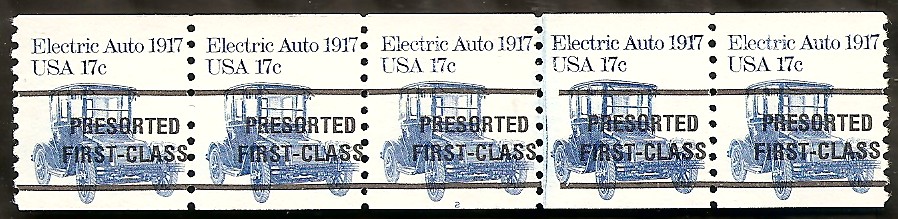 Electric Auto 1917 Electric Auto 1917 Electric Auto 1917 Electric Auto 1917 Electric Auto 1917
USA 17c USA 17c USA 17c USA 17c USA 17c
PRESORTED PRESORTED PRESORTED PRESORTED PRESORTED
FIRST-CLASS FIRST-CLASS FIRST-CLASS FIRST-CLASS FIRST-CLASS
2